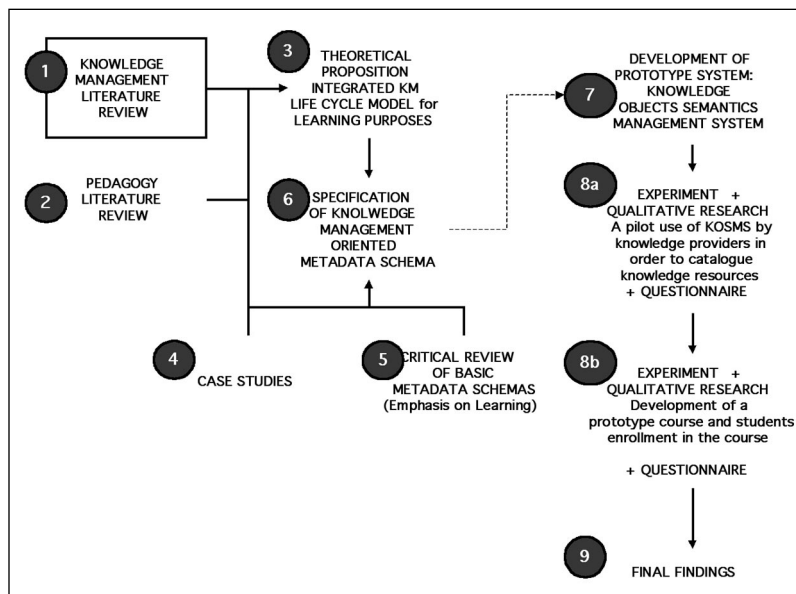 1
KNOWLEDGE
MANAGEMENT
LITERATURE
REVIEW
2
PEDAGOGY
LITERATURE
REVIEW
3
THEORETICAL
PROPOSITION
INTEGRATED KM
LIFE CYCLE MODEL for
LEARNING PURPOSES
6
SPECIFICATION
OF KNOLWEDGE
MANAGEMENT
ORIENTED
METADATA SCHEMA
4
CASE STUDIES
5
CRITICAL REVIEW
OF BASIC
METADATA SCHEMAS
(Emphasis on Learning)
7
DEVELOPMENT OF
PROTOTYPE SYSTEM:
KNOWLEDGE
OBJECTS SEMANTICS
MANAGEMENT SYSTEM
8a
EXPERIMENT +
QUALITATIVE RESEARCH
A pilot use of KOSMS by
knowledge providers in
order to catalogue
knowledge resources
+ QUESTIONNAIRE
8b
EXPERIMENT +
QUALITATIVE RESEARCH
Development of a
prototype course and students
enrollment in the course
+ QUESTIONNAIRE
9
FINAL FINDINGS